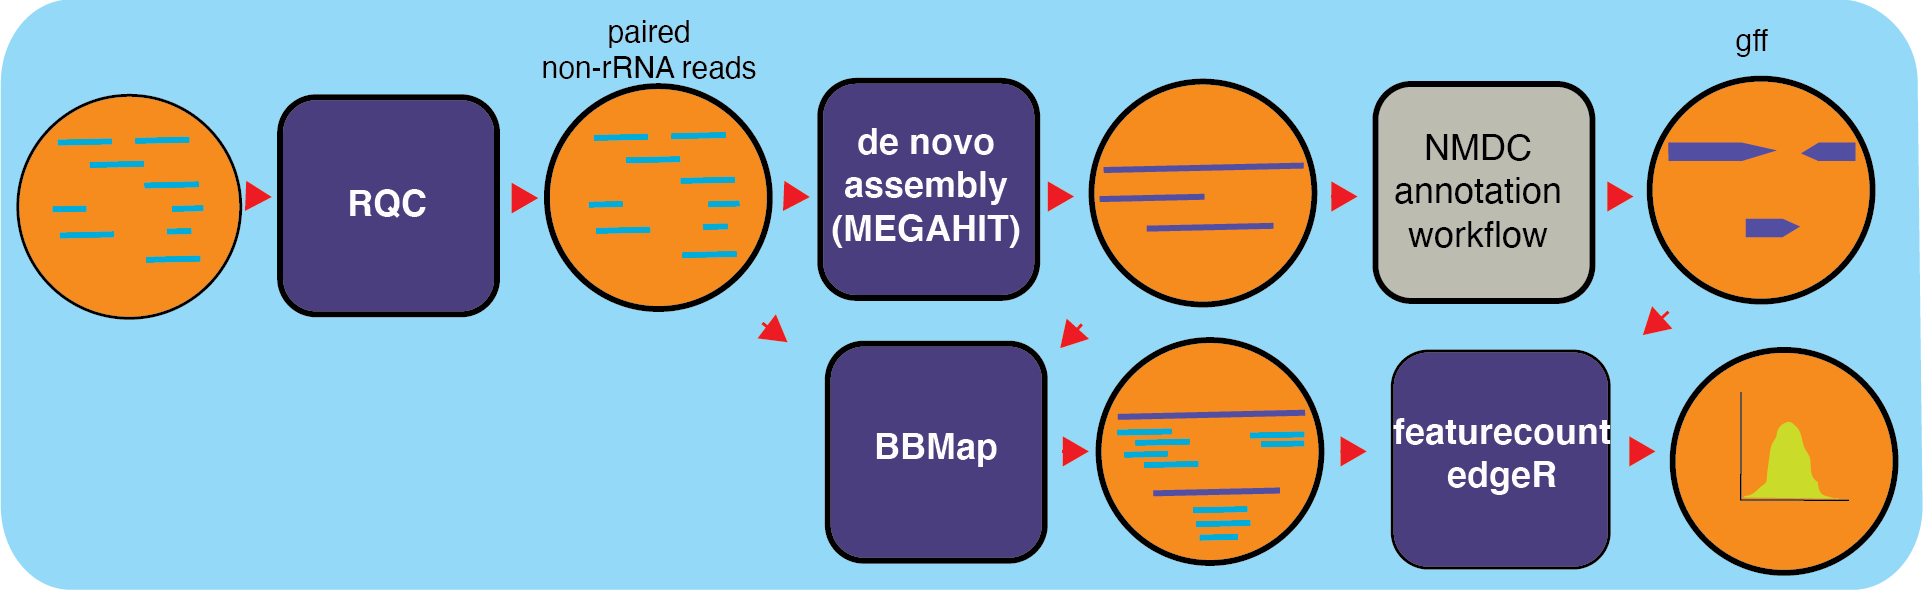 paired
non-rRNA reads
gff
RQC
de novo
assembly
(MEGAHIT)
NMDC
annotation
workflow
BBMap
featurecount
edgeR